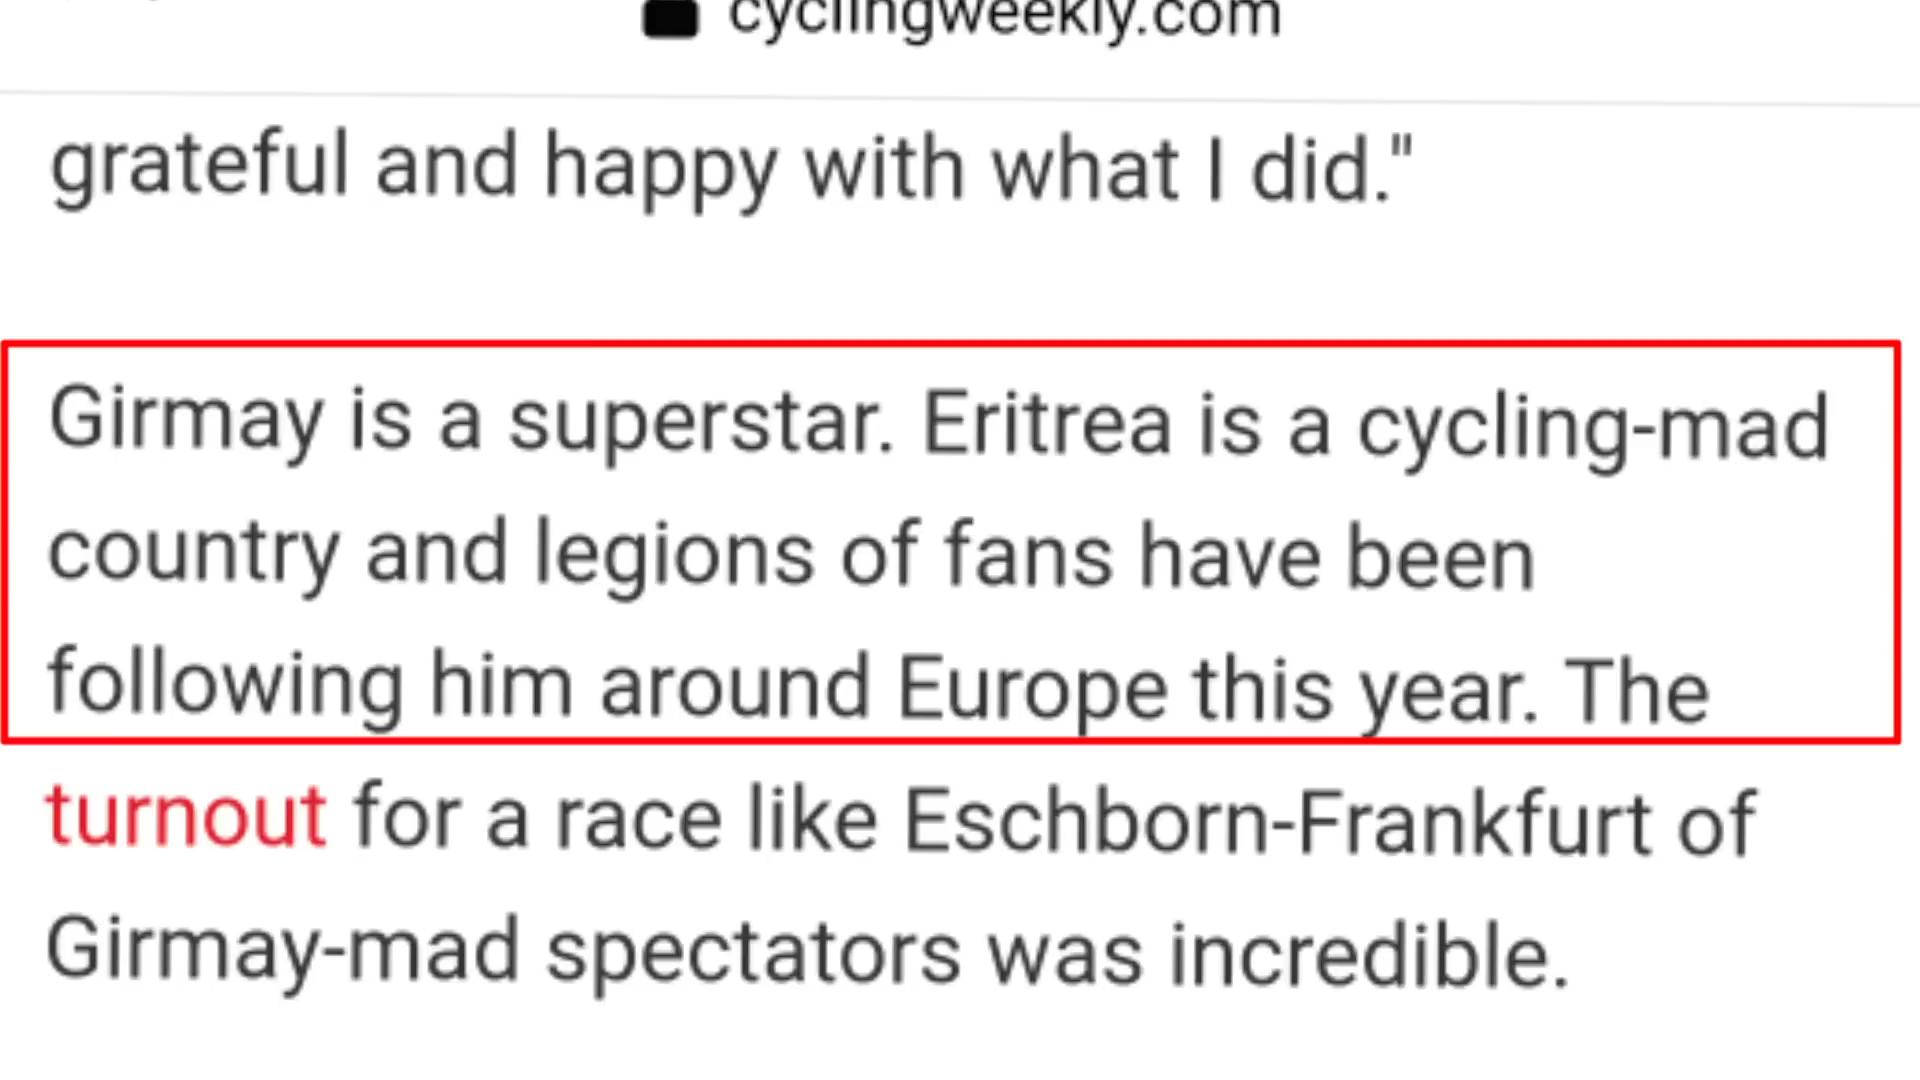 cyclingweekly.com
grateful and happy with what I did."
Girmay is a superstar. Eritrea is a cycling-mad
country and legions of fans have been
following him around Europe this year. The
turnout for a race like Eschborn-Frankfurt of
Girmay-mad spectators was incredible.